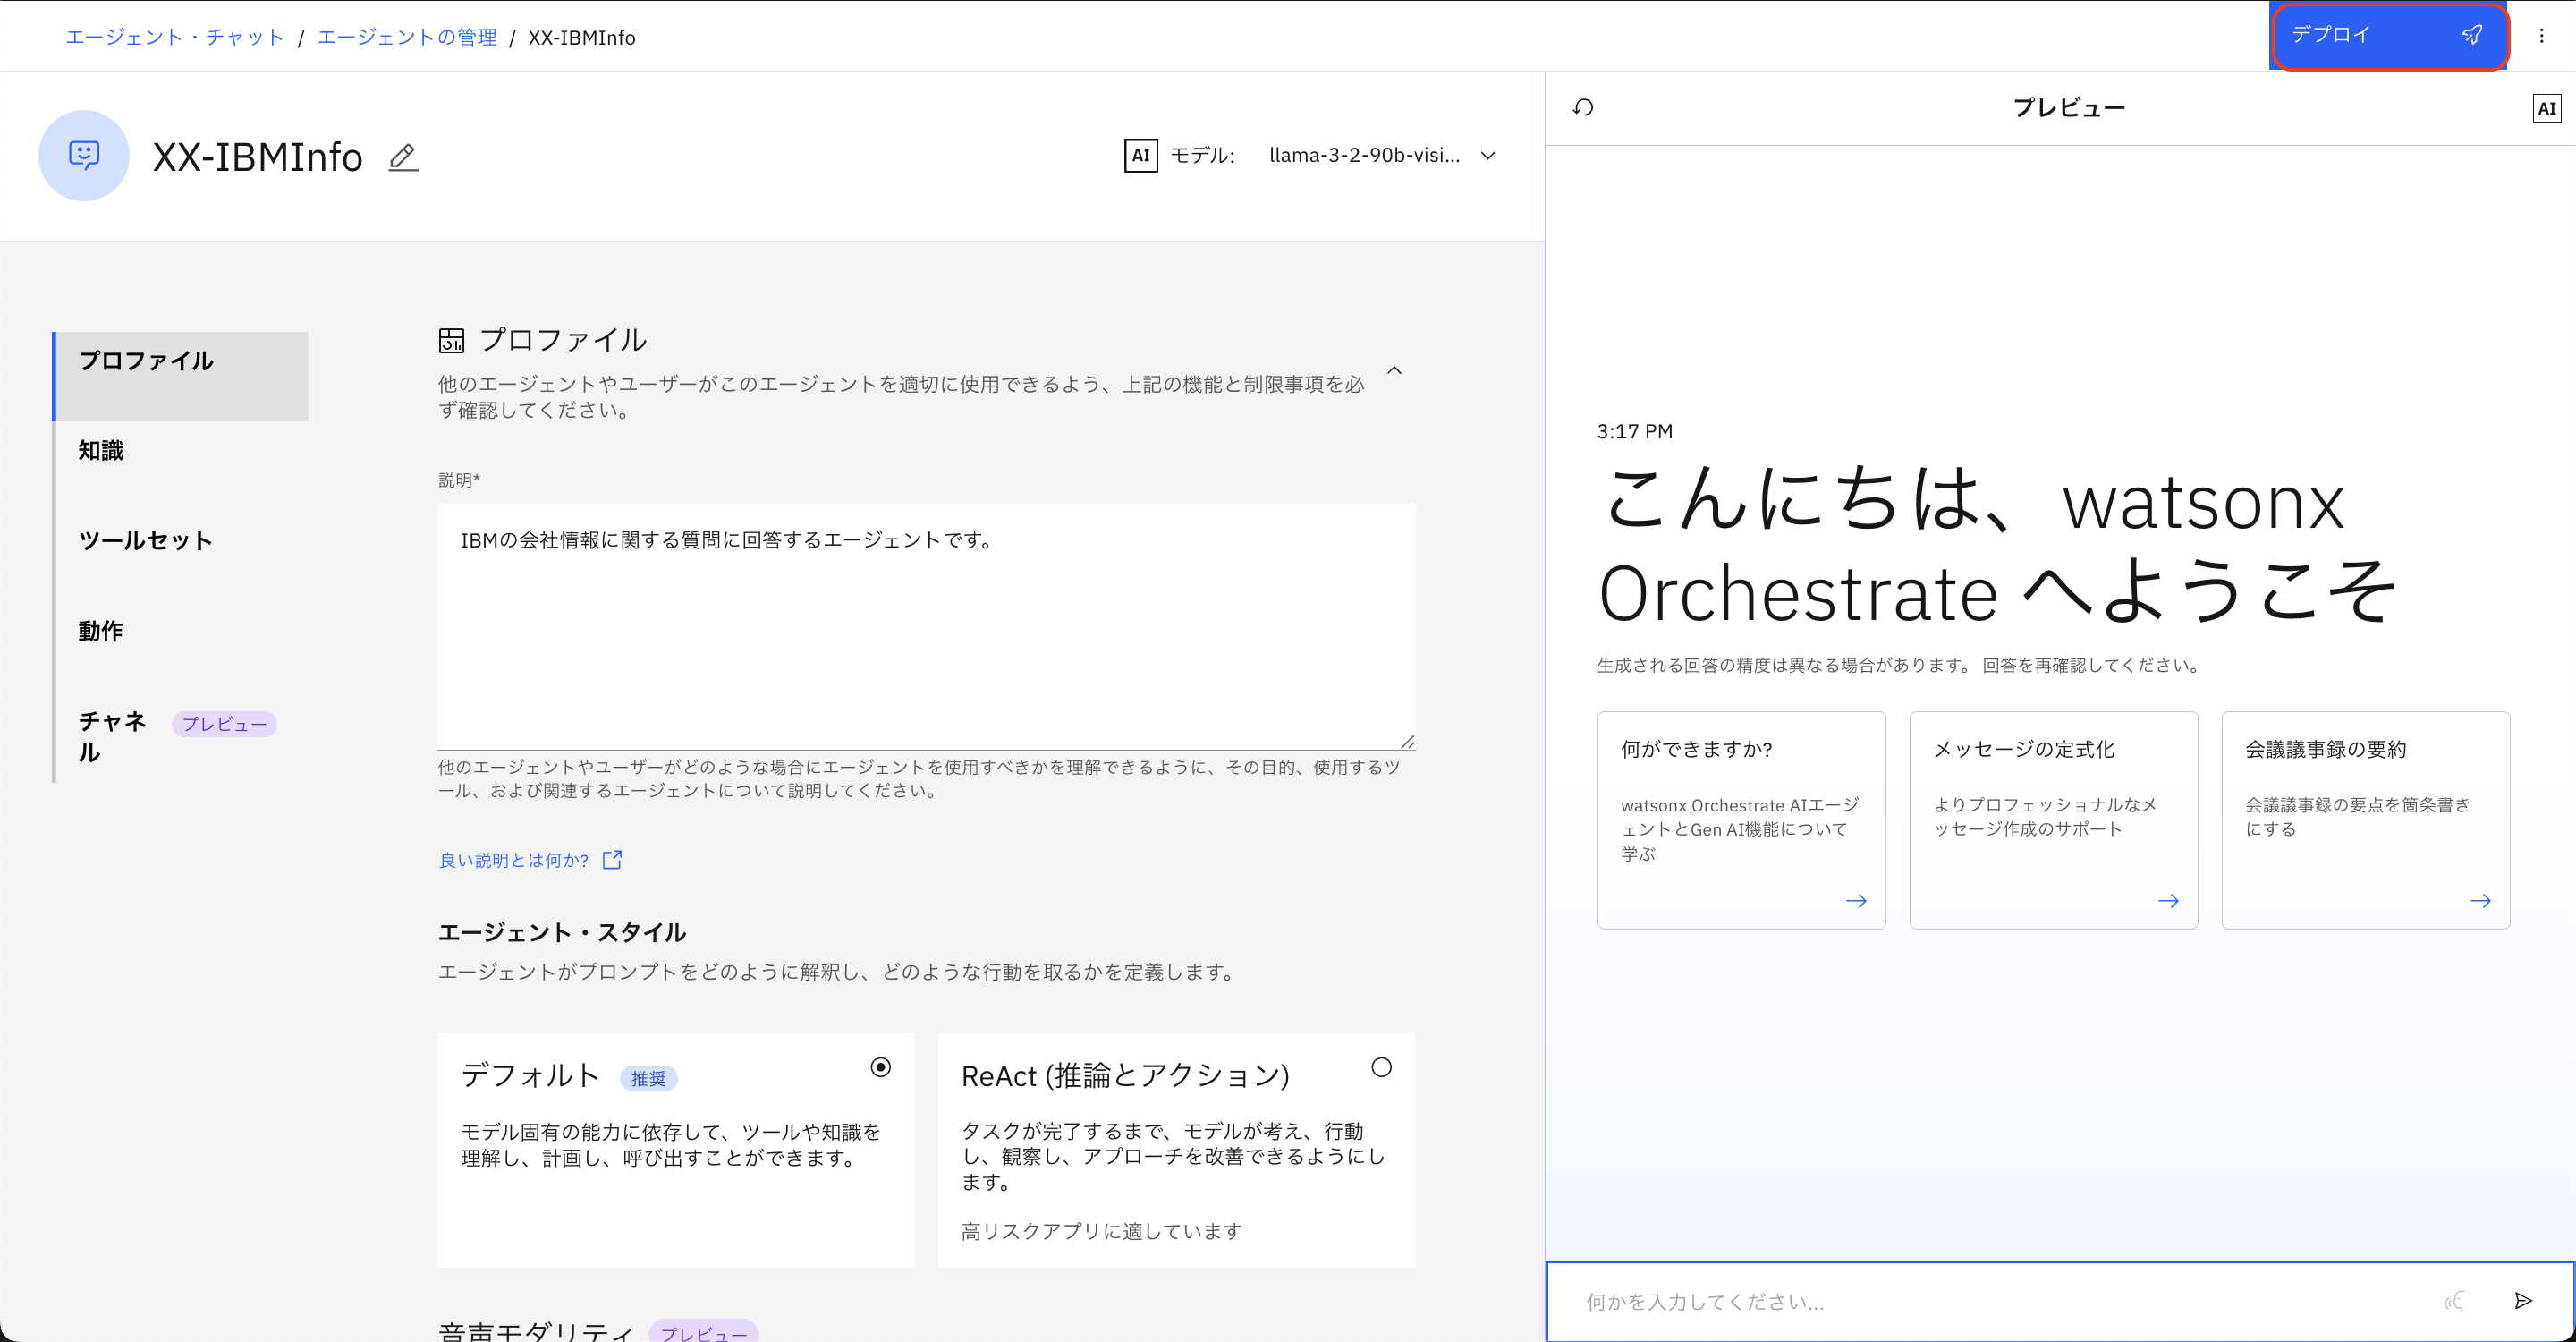 エージェント・チャット / エージェントの管理 / XX-IBMInfo
デプロイ
XX-IBMInfo
AI モデル: llama-3-2-90b-visi...
プロファイル
知識
ツールセット
動作
チャネ
ル
プレビュー
プロファイル
他のエージェントやユーザーがこのエージェントを適切に使用できるよう、上記の機能と制限事項を必
ず確認してください。
説明*
IBMの会社情報に関する質問に回答するエージェントです。
他のエージェントやユーザーがどのような場合にエージェントを使用すべきかを理解できるように、その目的、使用するツ
ール、および関連するエージェントについて説明してください。
良い説明とは何か?
エージェント・スタイル
エージェントがプロンプトをどのように解釈し、どのような行動を取るかを定義します。
デフォルト 推奨
モデル固有の能力に依存して、ツールや知識を
理解し、計画し、呼び出すことができます。
ReAct (推論とアクション)
タスクが完了するまで、モデルが考え、行動
し、観察し、アプローチを改善できるようにし
ます。
高リスクアプリに適しています
音声モダリティ プレビュー
プレビュー
AI
3:17 PM
こんにちは、watsonx
Orchestrate へようこそ
生成される回答の精度は異なる場合があります。 回答を再確認してください。
何ができますか?
watsonx Orchestrate AIエージ
ェントとGen AI機能について
学ぶ
メッセージの定式化
よりプロフェッショナルなメ
ッセージ作成のサポート
会議議事録の要約
会議議事録の要点を箇条書き
にする
何かを入力してください...